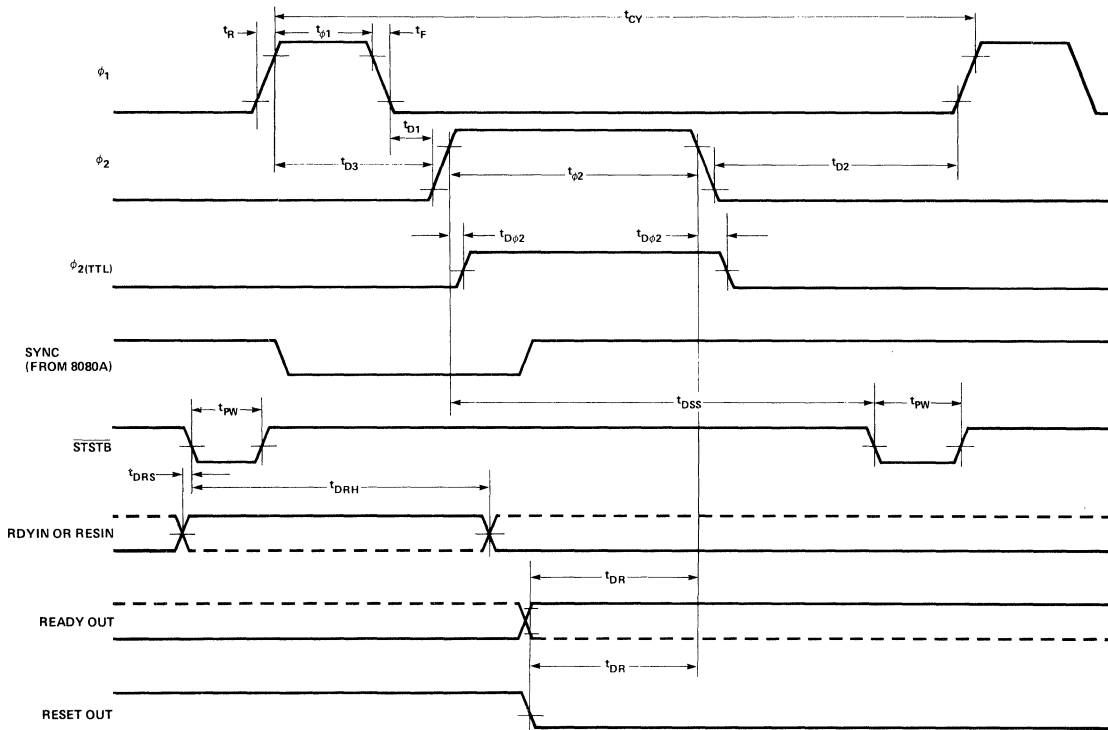 tCY
tR
tϕ1
tF
ϕ1
tD1
ϕ2
tD3
tD2
tϕ2
tDϕ2
tDϕ2
ϕ2(TTL)
SYNC
(FROM 8080A)
tDSS
tPW
tPW
STSTB
tDRS
tDRH
RDYIN OR RESIN
tDR
READY OUT
tDR
RESET OUT